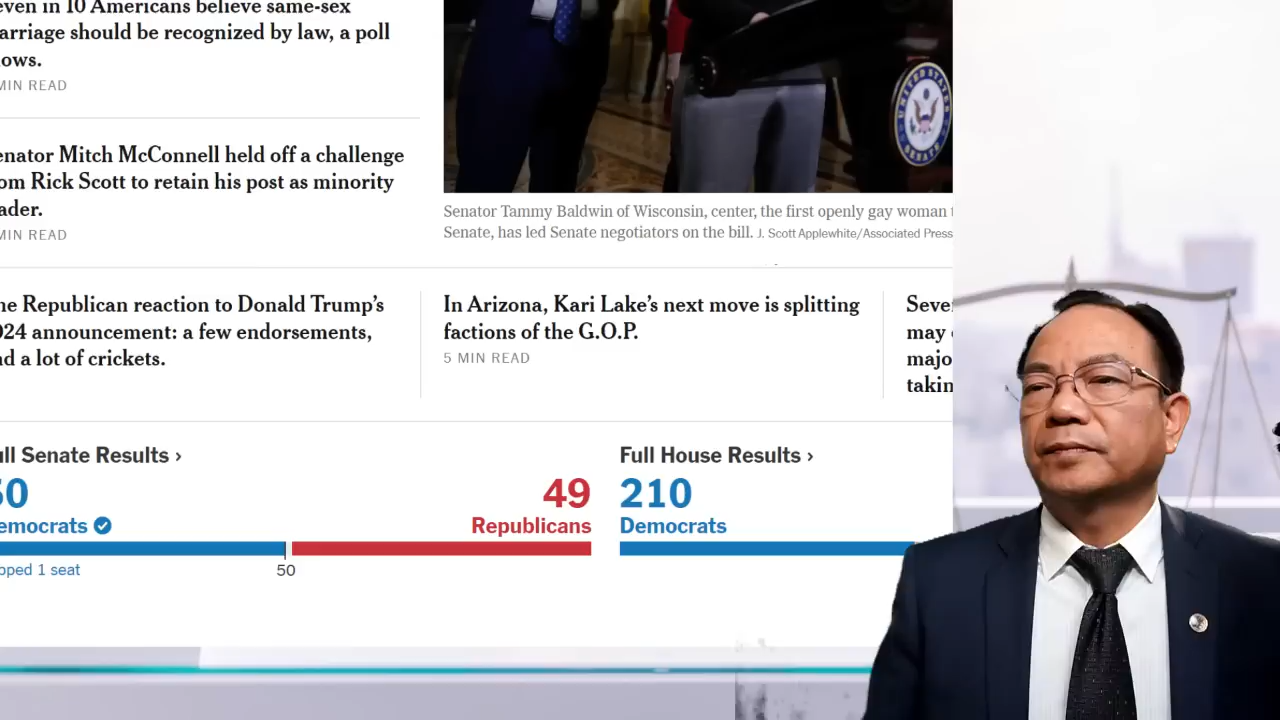 even in 10 Americans believe same-sex
arriage should be recognized by law, a poll
ows.
MIN READ
enator Mitch McConnell held off a challenge
om Rick Scott to retain his post as minority
ader.
MIN READ
UNITED STATES
SENATE
Senator Tammy Baldwin of Wisconsin, center, the first openly gay woman t
Senate, has led Senate negotiators on the bill. J. Scott Applewhite/Associated Press
he Republican reaction to Donald Trump's
024 announcement: a few endorsements,
nd a lot of crickets.
In Arizona, Kari Lake's next move is splitting
factions of the G.O.P.
5 MIN READ
Seve
may
majo
takin
ull Senate Results ›
50
emocrats
49
Republicans
pped 1 seat
50
Full House Results ›
210
Democrats